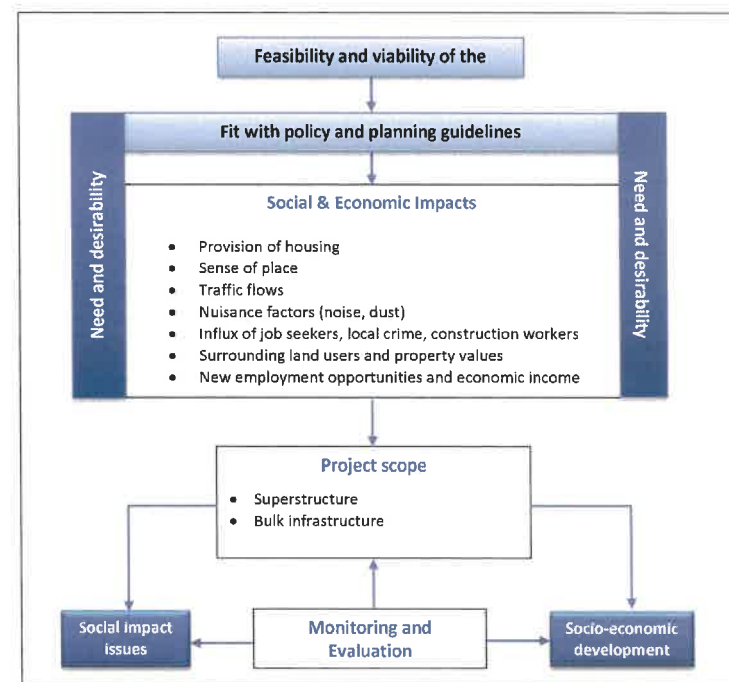 Feasibility and viability of the
Fit with policy and planning guidelines
Need and desirability
Social & Economic Impacts
• Provision of housing
• Sense of place
• Traffic flows
• Nuisance factors (noise, dust)
• Influx of job seekers, local crime, construction workers
• Surrounding land users and property values
• New employment opportunities and economic income
Need and desirability
Project scope
• Superstructure
• Bulk infrastructure
Social impact
issues
Monitoring and
Evaluation
Socio-economic
development